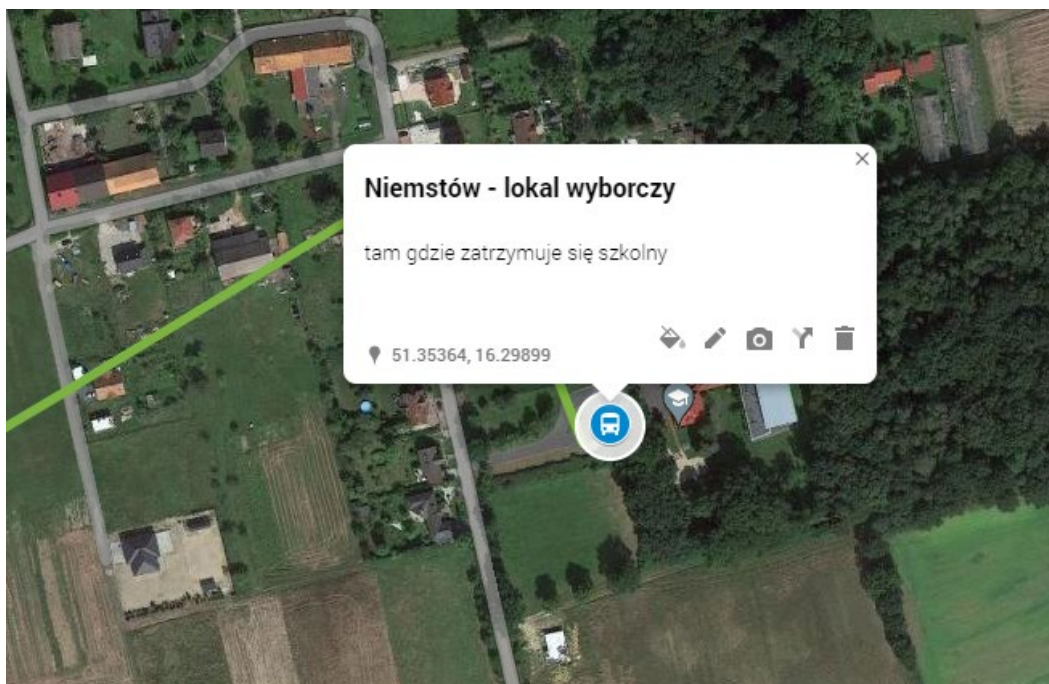 Niemstów - lokal wyborczy
tam gdzie zatrzymuje się szkolny
51.35364, 16.29899